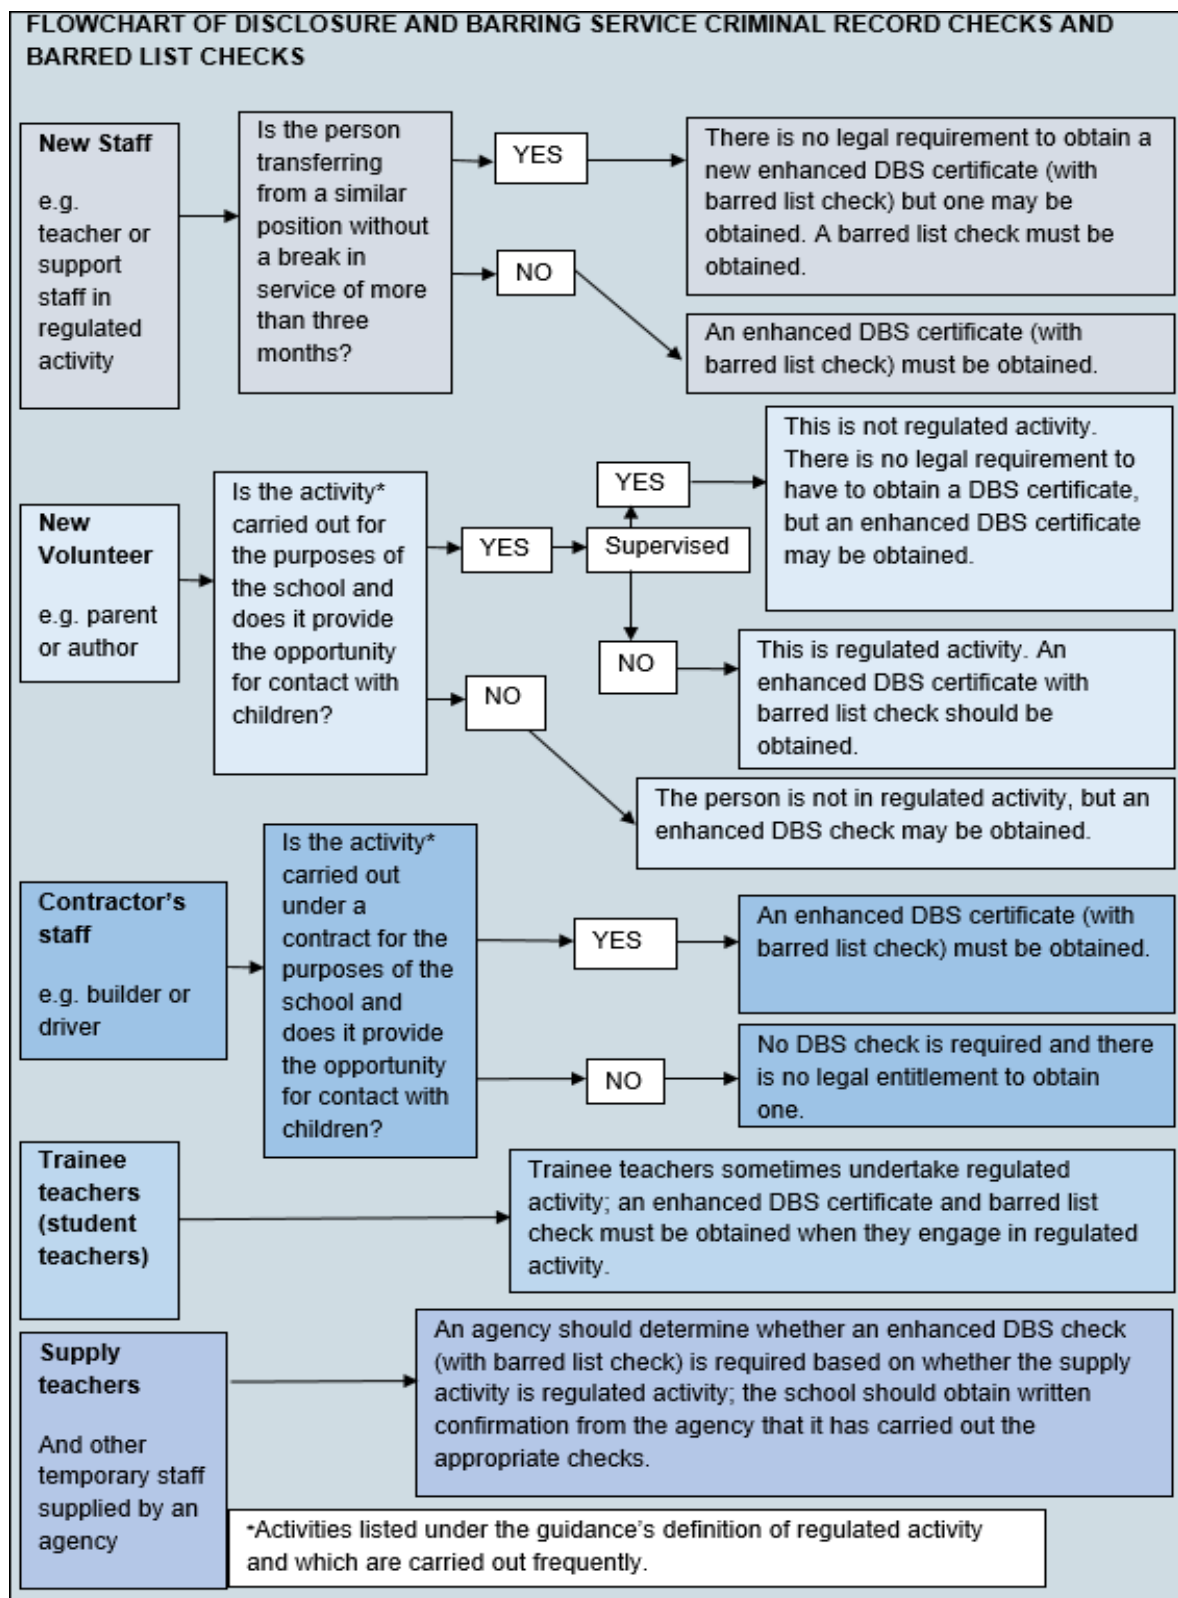 FLOWCHART OF DISCLOSURE AND BARRING SERVICE CRIMINAL RECORD CHECKS AND
BARRED LIST CHECKS
New Staff
e.g.
teacher or
support
staff in
regulated
activity
Is the person
transferring
from a similar
position without
a break in
service of more
than three
months?
YES
There is no legal requirement to obtain a
new enhanced DBS certificate (with
barred list check) but one may be
obtained. A barred list check must be
obtained.
NO
An enhanced DBS certificate (with
barred list check) must be obtained.
New
Volunteer
e.g. parent
or author
Is the activity*
carried out for
the purposes of
the school and
does it provide
the opportunity
for contact with
children?
YES
Supervised
YES
This is not regulated activity.
There is no legal requirement to
have to obtain a DBS certificate,
but an enhanced DBS certificate
may be obtained.
NO
This is regulated activity. An
enhanced DBS certificate with
barred list check should be
obtained.
NO
The person is not in regulated activity, but an
enhanced DBS check may be obtained.
Contractor's
staff
e.g. builder or
driver
Is the activity*
carried out
under a
contract for the
purposes of the
school and
does it provide
the opportunity
for contact with
children?
YES
An enhanced DBS certificate (with
barred list check) must be obtained.
NO
No DBS check is required and there
is no legal entitlement to obtain
one.
Trainee
teachers
(student
teachers)
Trainee teachers sometimes undertake regulated
activity; an enhanced DBS certificate and barred list
check must be obtained when they engage in regulated
activity.
Supply
teachers
And other
temporary staff
supplied by an
agency
An agency should determine whether an enhanced DBS check
(with barred list check) is required based on whether the supply
activity is regulated activity; the school should obtain written
confirmation from the agency that it has carried out the
appropriate checks.
*Activities listed under the guidance's definition of regulated activity
and which are carried out frequently.